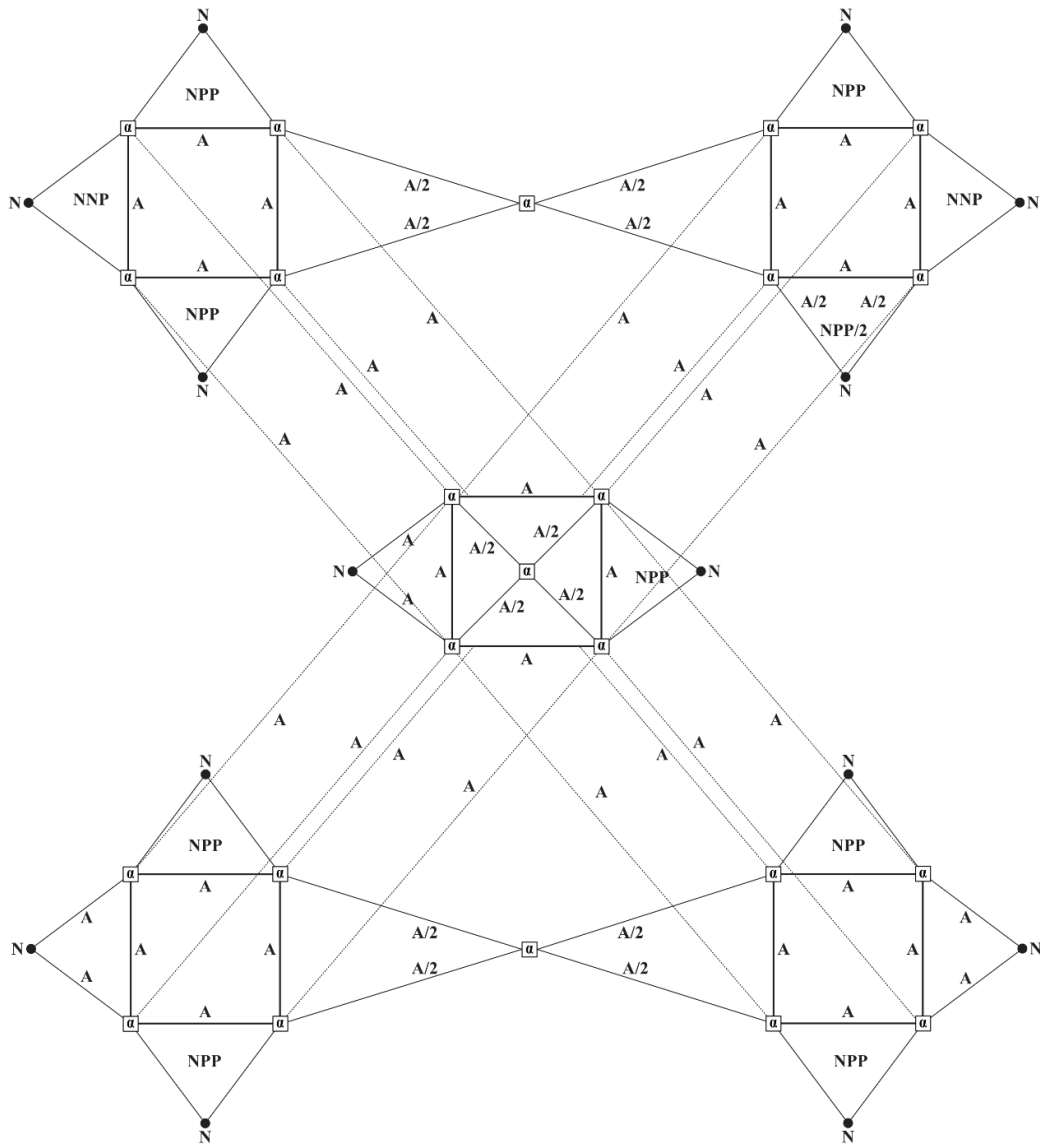 N N
NPP NPP
α α α α
A A
NNP A A A/2 A/2 A A NNP
N α N
A/2 A/2
A A
α α α α
NPP A/2 A/2
A A NPP/2
N A A N
A A
A A
α A α
A A/2 A/2
N A α A NPP N
A A/2 A/2
α A α
A A
A A A A
N A A A N
NPP NPP
α α α α
A A
A A/2 A/2 A
N A A α A A N
A A/2 A/2 A
A A
α α α α
NPP NPP
N N